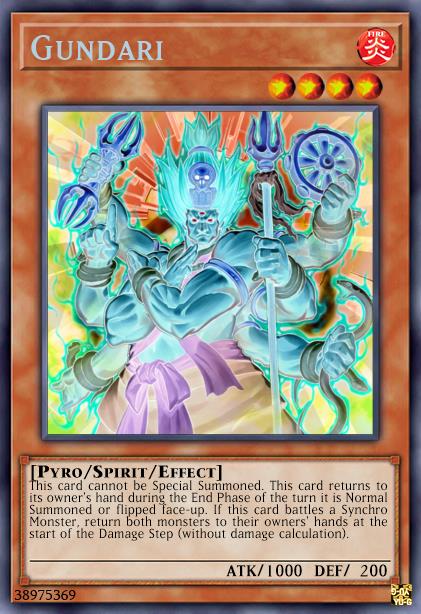 GUNDARI
FIRE
炎
[PYRO/SPIRIT/EFFECT]
This card cannot be Special Summoned. This card returns to
its owner's hand during the End Phase of the turn it is Normal
Summoned or flipped face-up. If this card battles a Synchro
Monster, return both monsters to their owners' hands at the
start of the Damage Step (without damage calculation).
ATK/1000 DEF/ 200
38975369